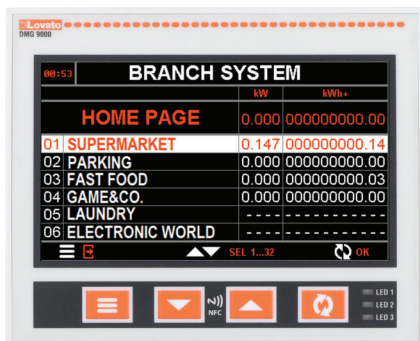 Lovato
DMG 9000
00:53 BRANCH SYSTEM
kW kWh+
HOME PAGE 0.000 000000000.00
01 SUPERMARKET 0.147 000000000.14
02 PARKING 0.000 000000000.00
03 FAST FOOD 0.000 000000000.03
04 GAME&CO. 0.000 000000000.00
05 LAUNDRY ---- -----------
06 ELECTRONIC WORLD ---- -----------
SEL 1...32 OK
N))
NFC
LED 1
LED 2
LED 3